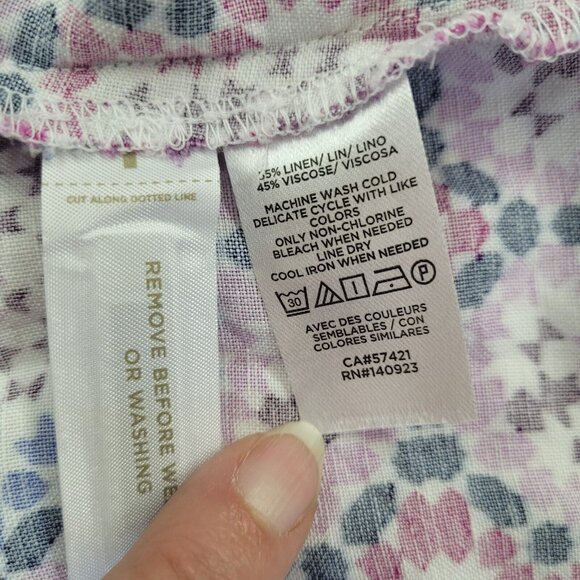 CUT ALONG DOTTED LINE
REMOVE BEFORE
OR WASHING
55% LINEN/ LIN/ LINO
45% VISCOSE/ VISCOSA
MACHINE WASH COLD
DELICATE CYCLE WITH LIKE
COLORS
ONLY NON-CHLORINE
BLEACH WHEN NEEDED
LINE DRY
COOL IRON WHEN NEEDED
30 P
AVEC DES COULEURS
SEMBLABLES / CON
COLORES SIMILARES
CA#57421
RN#140923